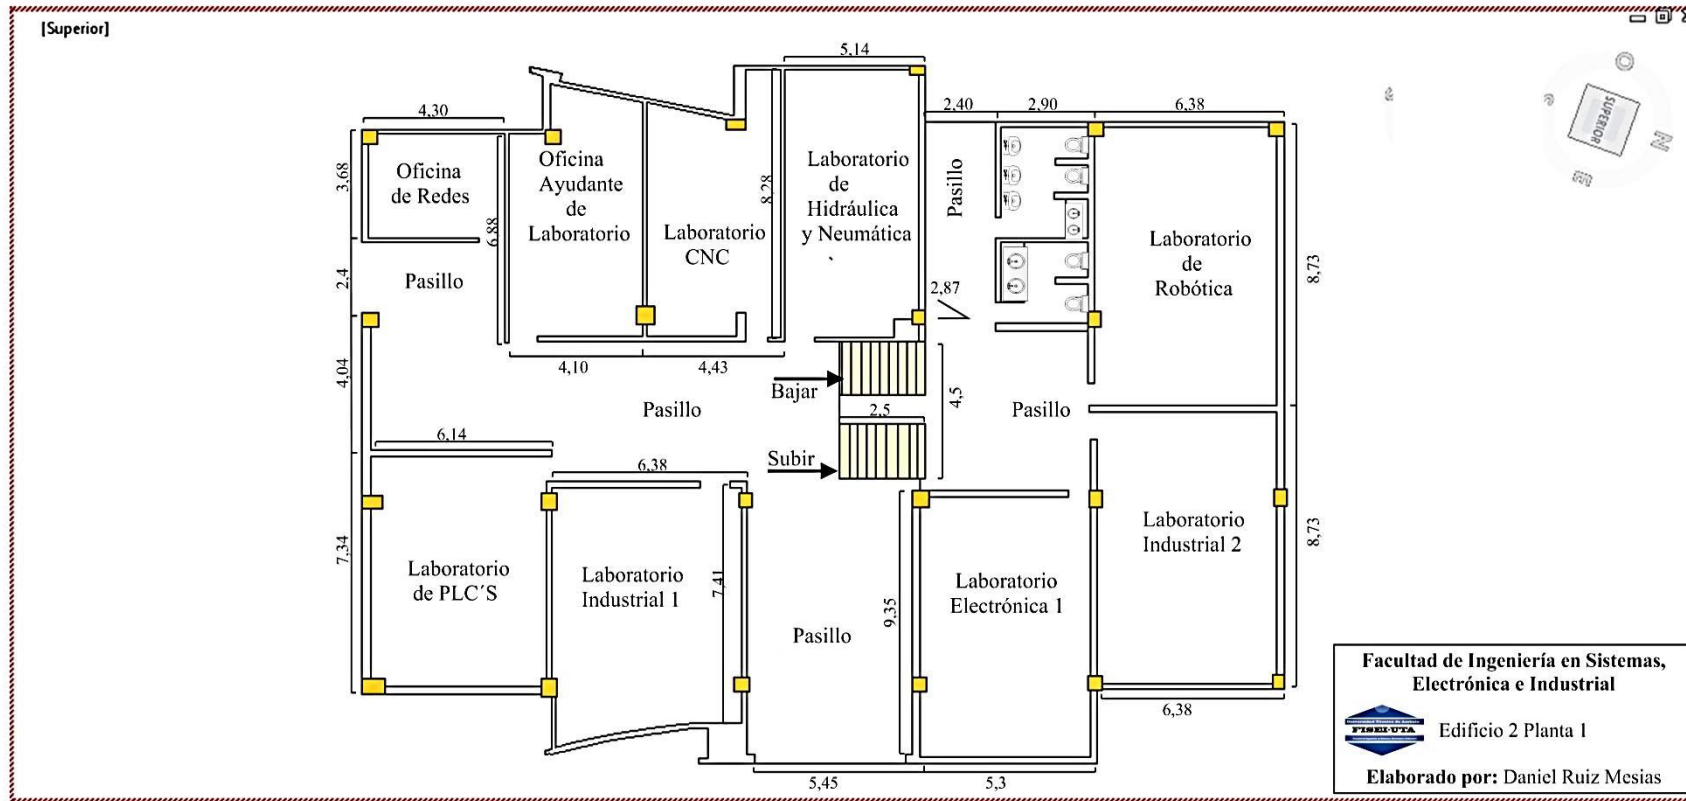 [Superior]
5,14
4,30
2,40
2,90
6,38
SUPERIOR
O
N
E
3,68
Oficina
de Redes
6,88
Oficina
Ayudante
de
Laboratorio
8,28
Laboratorio
CNC
Laboratorio
de
Hidráulica
y Neumática
Pasillo
Laboratorio
de
Robótica
8,73
2,4
Pasillo
2,87
4,04
4,10
4,43
Bajar
4,5
Pasillo
2,5
Pasillo
6,14
Subir
6,38
7,34
Laboratorio
de PLC´S
Laboratorio
Industrial 1
7,41
Pasillo
9,35
Laboratorio
Electrónica 1
Laboratorio
Industrial 2
8,73
6,38
5,45
5,3
Facultad de Ingeniería en Sistemas,
Electrónica e Industrial
FISEI-UTA
Edificio 2 Planta 1
Elaborado por: Daniel Ruiz Mesias